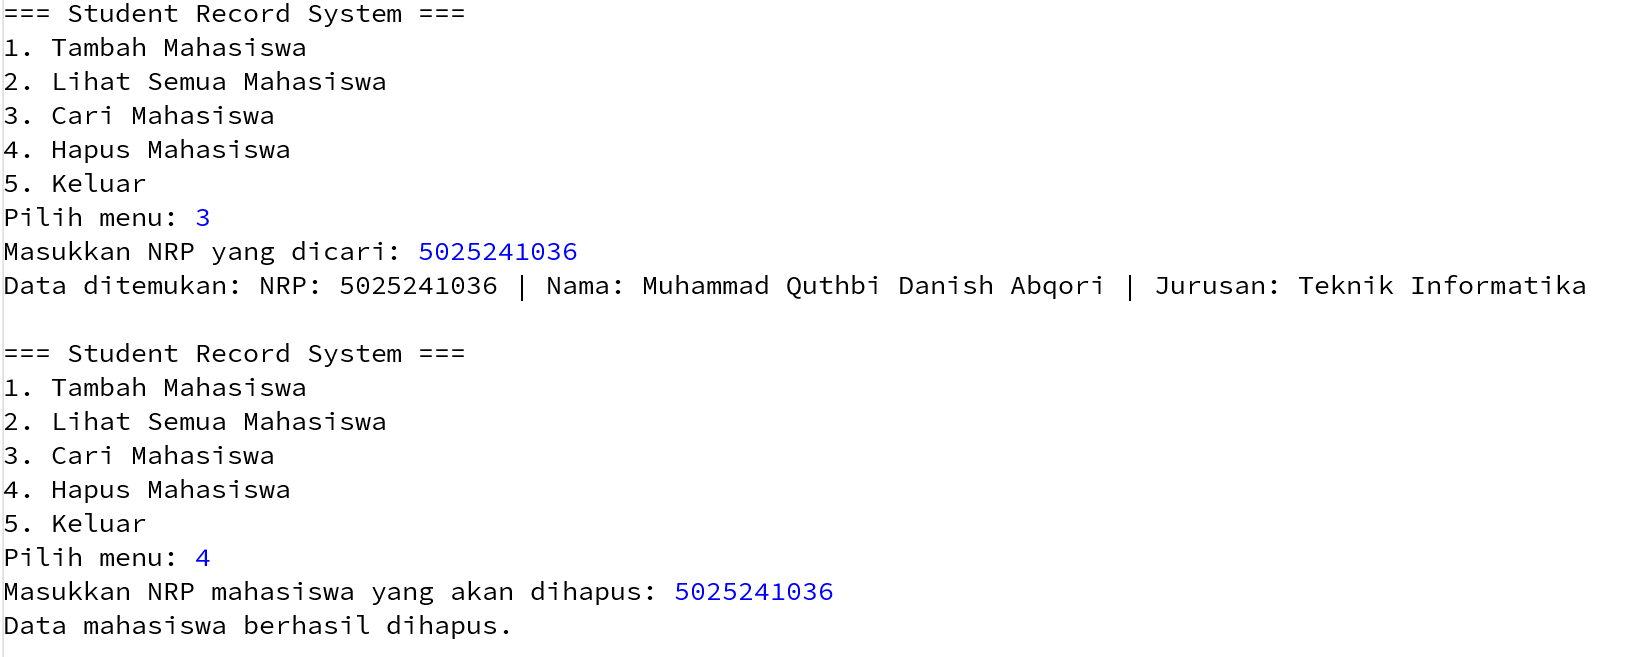 === Student Record System ===
1. Tambah Mahasiswa
2. Lihat Semua Mahasiswa
3. Cari Mahasiswa
4. Hapus Mahasiswa
5. Keluar
Pilih menu: 3
Masukkan NRP yang dicari: 5025241036
Data ditemukan: NRP: 5025241036 | Nama: Muhammad Quthbi Danish Abqori | Jurusan: Teknik Informatika

=== Student Record System ===
1. Tambah Mahasiswa
2. Lihat Semua Mahasiswa
3. Cari Mahasiswa
4. Hapus Mahasiswa
5. Keluar
Pilih menu: 4
Masukkan NRP mahasiswa yang akan dihapus: 5025241036
Data mahasiswa berhasil dihapus.